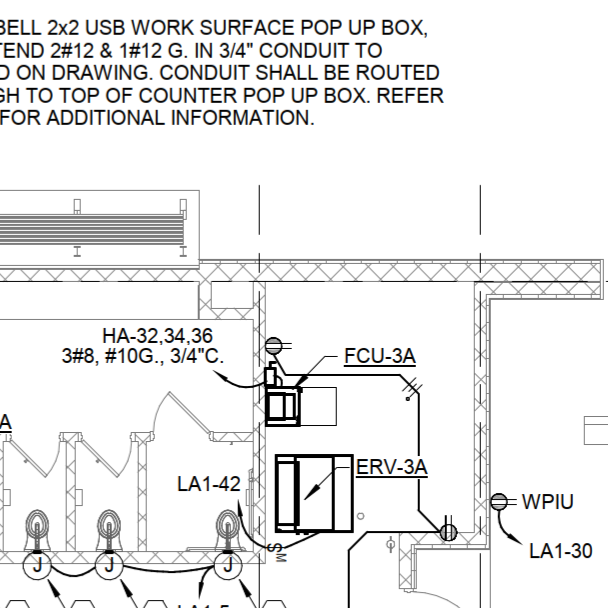 BELL 2x2 USB WORK SURFACE POP UP BOX,
TEND 2#12 & 1#12 G. IN 3/4" CONDUIT TO
D ON DRAWING. CONDUIT SHALL BE ROUTED
GH TO TOP OF COUNTER POP UP BOX. REFER
FOR ADDITIONAL INFORMATION.
HA-32,34,36
3#8, #10G., 3/4"C.
FCU-3A
A
ERV-3A
LA1-42
WPIU
SM
LA1-30
J J J
LA1-5